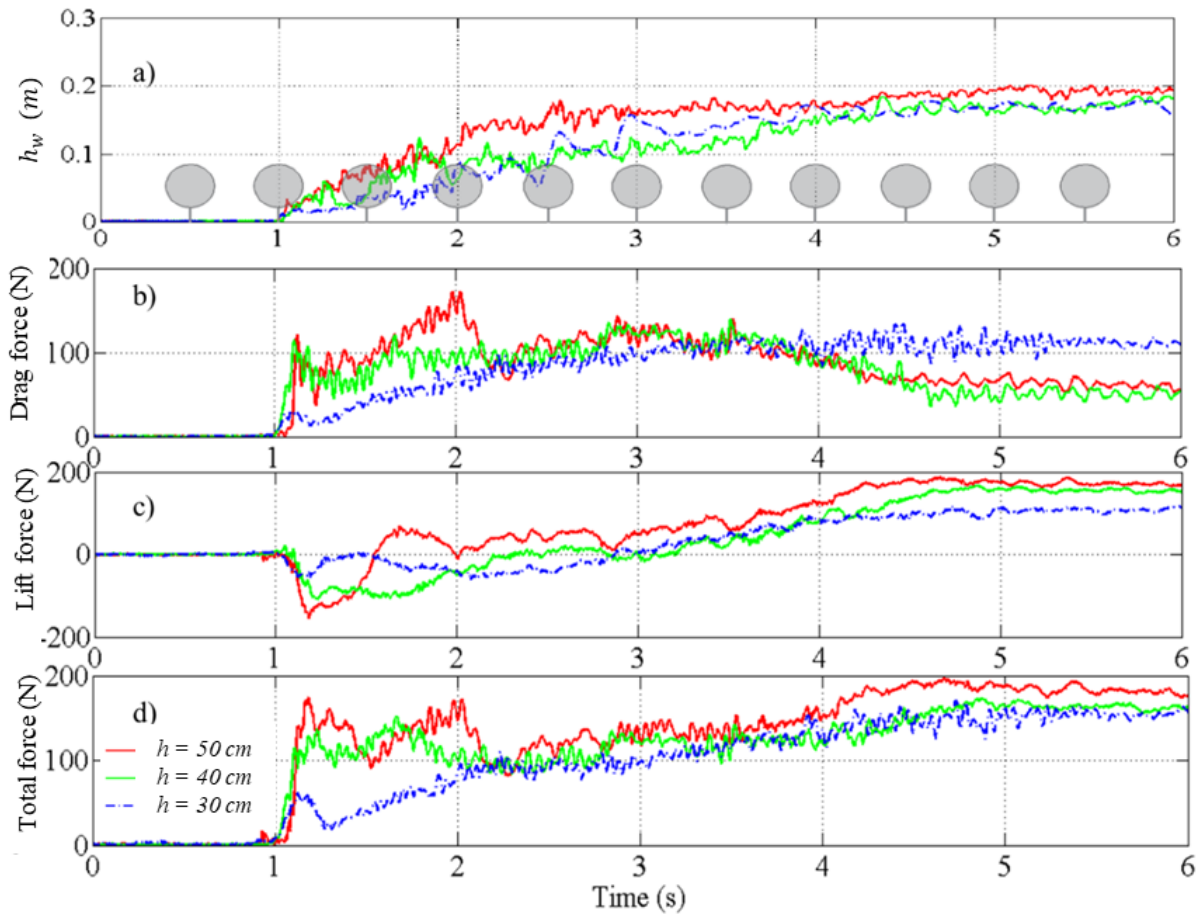 0.3
a)
0.2
h_w (m)
0.1
0
0 1 2 3 4 5 6
200
b)
Drag force (N)
100
0
0 1 2 3 4 5 6
200
c)
Lift force (N)
0
-200
0 1 2 3 4 5 6
200
d)
Total force (N)
h = 50 cm
100
h = 40 cm
h = 30 cm
0
0 1 2 3 4 5 6
Time (s)